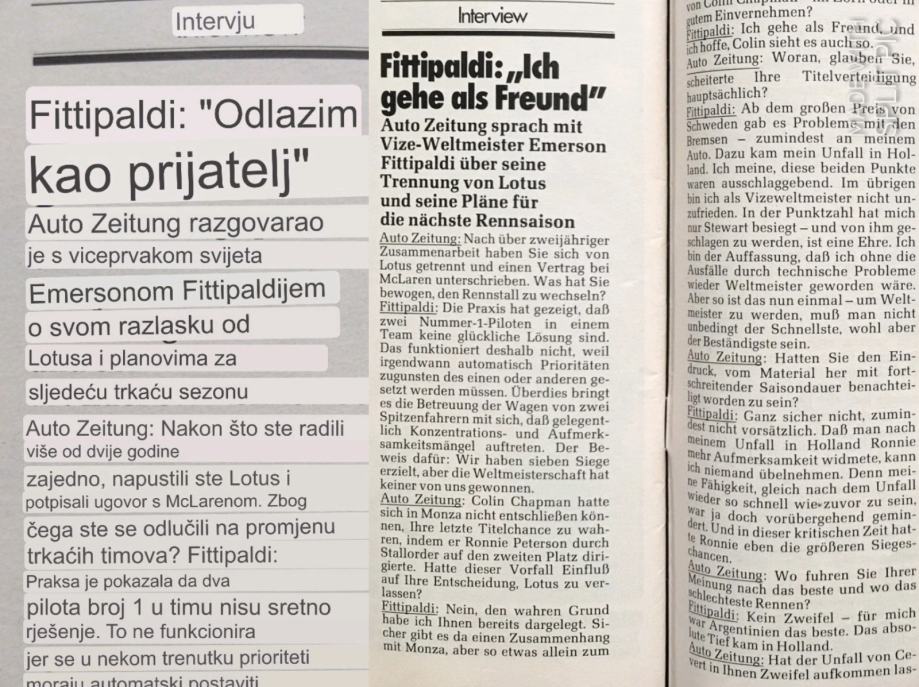 Intervju
Fittipaldi: "Odlazim
kao prijatelj"
Auto Zeitung razgovarao
je s viceprvakom svijeta
Emersonom Fittipaldijem
o svom razlasku od
Lotusa i planovima za
sljedeću trkaću sezonu
Auto Zeitung: Nakon što ste radili
više od dvije godine
zajedno, napustili ste Lotus i
potpisali ugovor s McLarenom. Zbog
čega ste se odlučili na promjenu
trkaćih timova? Fittipaldi:
Praksa je pokazala da dva
pilota broj 1 u timu nisu sretno
rješenje. To ne funkcionira
jer se u nekom trenutku prioriteti
moraju automatski postaviti
Interview
Fittipaldi: „Ich
gehe als Freund”
Auto Zeitung sprach mit
Vize-Weltmeister Emerson
Fittipaldi über seine
Trennung von Lotus
und seine Pläne für
die nächste Rennsaison
Auto Zeitung: Nach über zweijähriger
Zusammenarbeit haben Sie sich von
Lotus getrennt und einen Vertrag bei
McLaren unterschrieben. Was hat Sie
bewogen, den Rennstall zu wechseln?
Fittipaldi: Die Praxis hat gezeigt, daß
zwei Nummer-1-Piloten in einem
Team keine glückliche Lösung sind.
Das funktioniert deshalb nicht, weil
irgendwann automatisch Prioritäten
zugunsten des einen oder anderen ge-
setzt werden müssen. Überdies bringt
es die Betreuung der Wagen von zwei
Spitzenfahrern mit sich, daß gelegent-
lich Konzentrations- und Aufmerk-
samkeitsmängel auftreten. Der Be-
weis dafür: Wir haben sieben Siege
erzielt, aber die Weltmeisterschaft hat
keiner von uns gewonnen.
Auto Zeitung: Colin Chapman hatte
sich in Monza nicht entschließen kön-
nen, Ihre letzte Titelchance zu wah-
ren, indem er Ronnie Peterson durch
Stallorder auf den zweiten Platz diri-
gierte. Hatte dieser Vorfall Einfluß
auf Ihre Entscheidung, Lotus zu ver-
lassen?
Fittipaldi: Nein, den wahren Grund
habe ich Ihnen bereits dargelegt. Si-
cher gibt es da einen Zusammenhang
mit Monza, aber so etwas allein zum
von Colin Chapman – im Zorn oder in
gutem Einvernehmen?
Fittipaldi: Ich gehe als Freund, und
ich hoffe, Colin sieht es auch so.
Auto Zeitung: Woran, glauben Sie,
scheiterte Ihre Titelverteidigung
hauptsächlich?
Fittipaldi: Ab dem großen Preis von
Schweden gab es Probleme mit den
Bremsen – zumindest an meinem
Auto. Dazu kam mein Unfall in Hol-
land. Ich meine, diese beiden Punkte
waren ausschlaggebend. Im übrigen
bin ich als Vizeweltmeister nicht un-
zufrieden. In der Punktzahl hat mich
nur Stewart besiegt – und von ihm ge-
schlagen zu werden, ist eine Ehre. Ich
bin der Auffassung, daß ich ohne die
Ausfälle durch technische Probleme
wieder Weltmeister geworden wäre.
Aber so ist das nun einmal – um Welt-
meister zu werden, muß man nicht
unbedingt der Schnellste, wohl aber
der Beständigste sein.
Auto Zeitung: Hatten Sie den Ein-
druck, vom Material her mit fort-
schreitender Saisondauer benachtei-
ligt worden zu sein?
Fittipaldi: Ganz sicher nicht, zumin-
dest nicht vorsätzlich. Daß man nach
meinem Unfall in Holland Ronnie
mehr Aufmerksamkeit widmete, kann
ich niemand übelnehmen. Denn mei-
ne Fähigkeit, gleich nach dem Unfall
wieder so schnell wie zuvor zu sein,
war ja doch vorübergehend gemin-
dert. Und in dieser kritischen Zeit hat-
te Ronnie eben die größeren Sieges-
chancen.
Auto Zeitung: Wo fuhren Sie Ihrer
Meinung nach das beste und wo das
schlechteste Rennen?
Fittipaldi: Kein Zweifel – für mich
war Argentinien das beste. Das abso-
lute Tief kam in Holland.
Auto Zeitung: Hat der Unfall von Ce-
vert in Ihnen Zweifel aufkommen las-
MADE WITH
SPLIT PIC